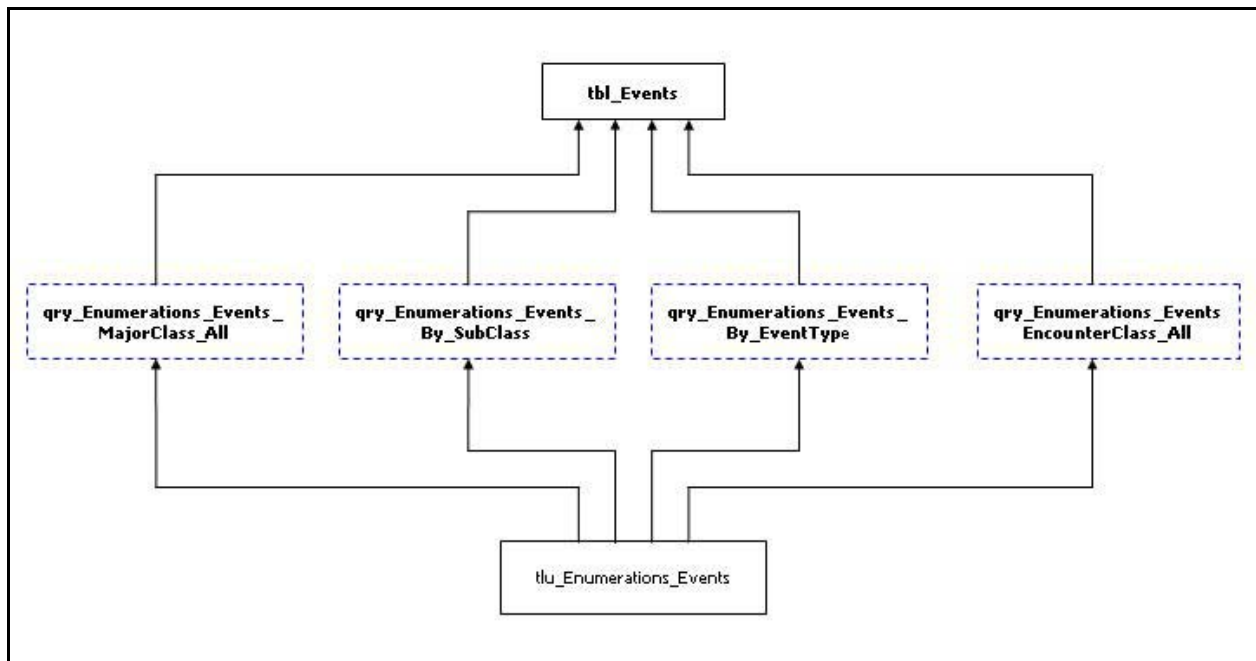 tbl_Events
qry_Enumerations_Events_
MajorClass_All
qry_Enumerations_Events_
By_SubClass
qry_Enumerations_Events_
By_EventType
qry_Enumerations_Events
EncounterClass_All
tlu_Enumerations_Events